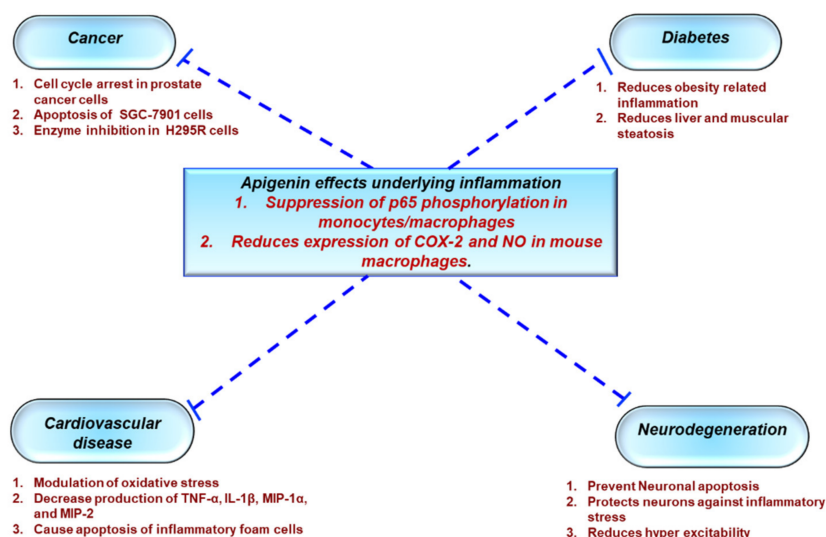 Cancer
1. Cell cycle arrest in prostate
cancer cells
2. Apoptosis of SGC-7901 cells
3. Enzyme inhibition in H295R cells
Diabetes
1. Reduces obesity related
inflammation
2. Reduces liver and muscular
steatosis
Apigenin effects underlying inflammation
1. Suppression of p65 phosphorylation in
monocytes/macrophages
2. Reduces expression of COX-2 and NO in mouse
macrophages.
Cardiovascular
disease
1. Modulation of oxidative stress
2. Decrease production of TNF-α, IL-1β, MIP-1α,
and MIP-2
3. Cause apoptosis of inflammatory foam cells
Neurodegeneration
1. Prevent Neuronal apoptosis
2. Protects neurons against inflammatory
stress
3. Reduces hyper excitability